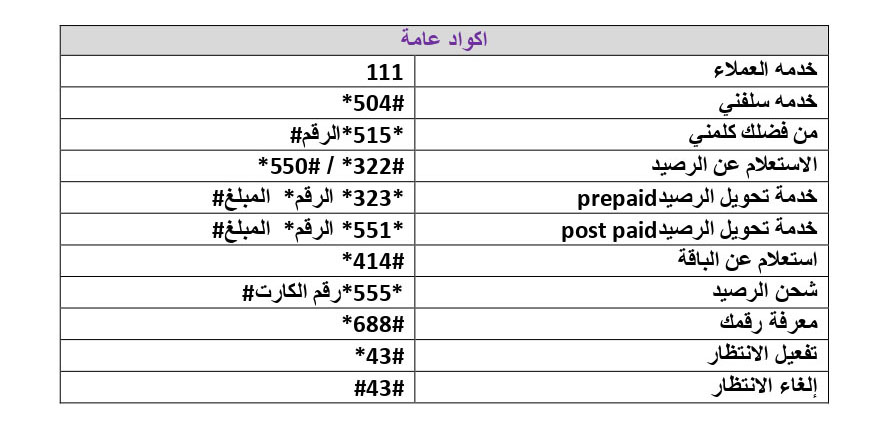 اكواد عامة
خدمه العملاء 111
خدمه سلفني *504#
من فضلك كلمني *515*الرقم#
الاستعلام عن الرصيد *322# / *550#
خدمة تحويل الرصيدprepaid *323* الرقم* المبلغ#
خدمة تحويل الرصيدpost paid *551* الرقم* المبلغ#
استعلام عن الباقة *414#
شحن الرصيد *555*رقم الكارت#
معرفة رقمك *688#
تفعيل الانتظار *43#
إلغاء الانتظار #43#